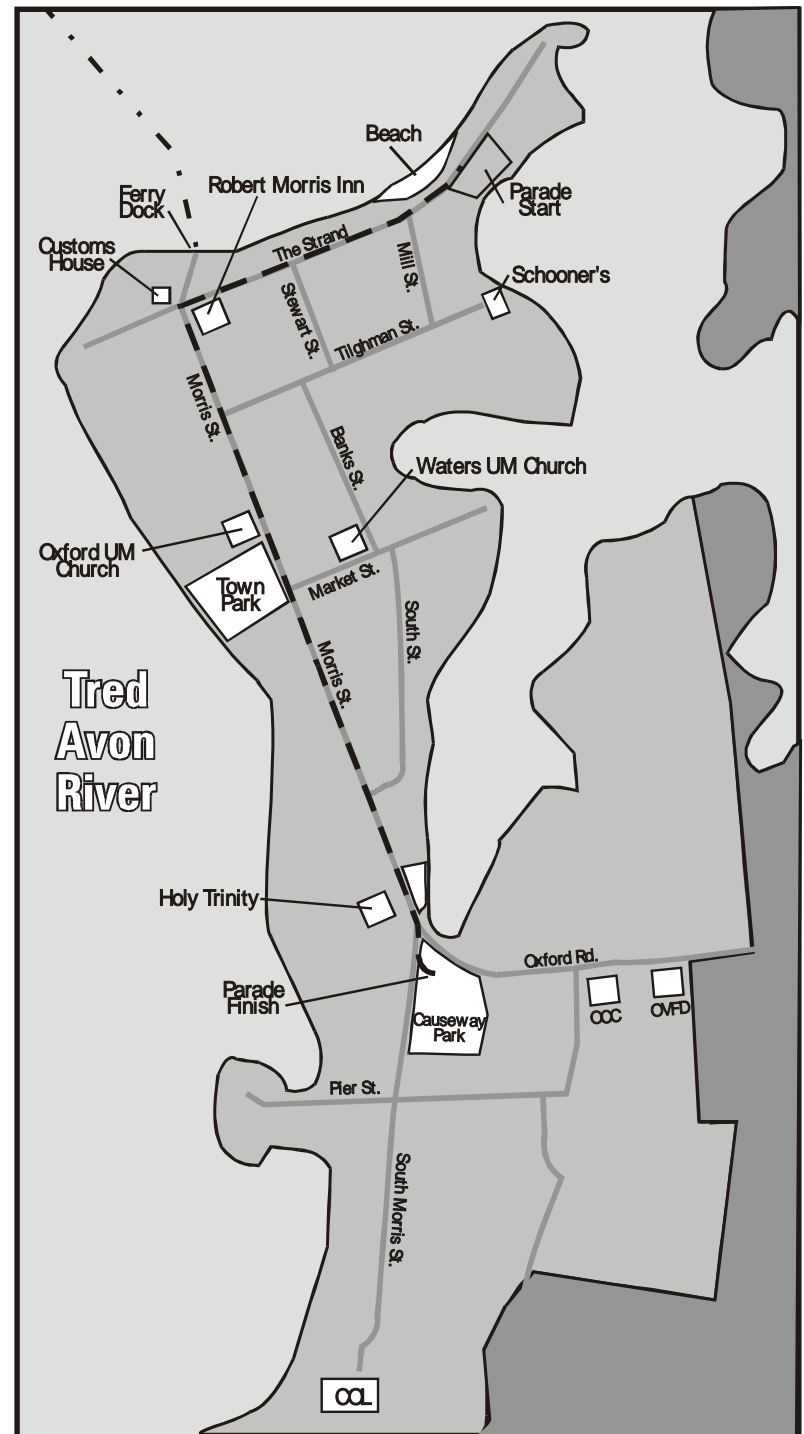 Beach
Robert Morris Inn
Ferry
Dock
Parade
Start
Customs
House
The Strand
Mill St.
Schooner's
Stewart St.
Tilghman St.
Morris St.
Banks St.
Waters UM Church
Oxford UM
Church
Town
Park
Market St.
South St.
Morris St.
Tred
Avon
River
Holy Trinity
Oxford Rd.
Parade
Finish
OCC
OVFD
Causeway
Park
Pier St.
South Morris St.
OOL